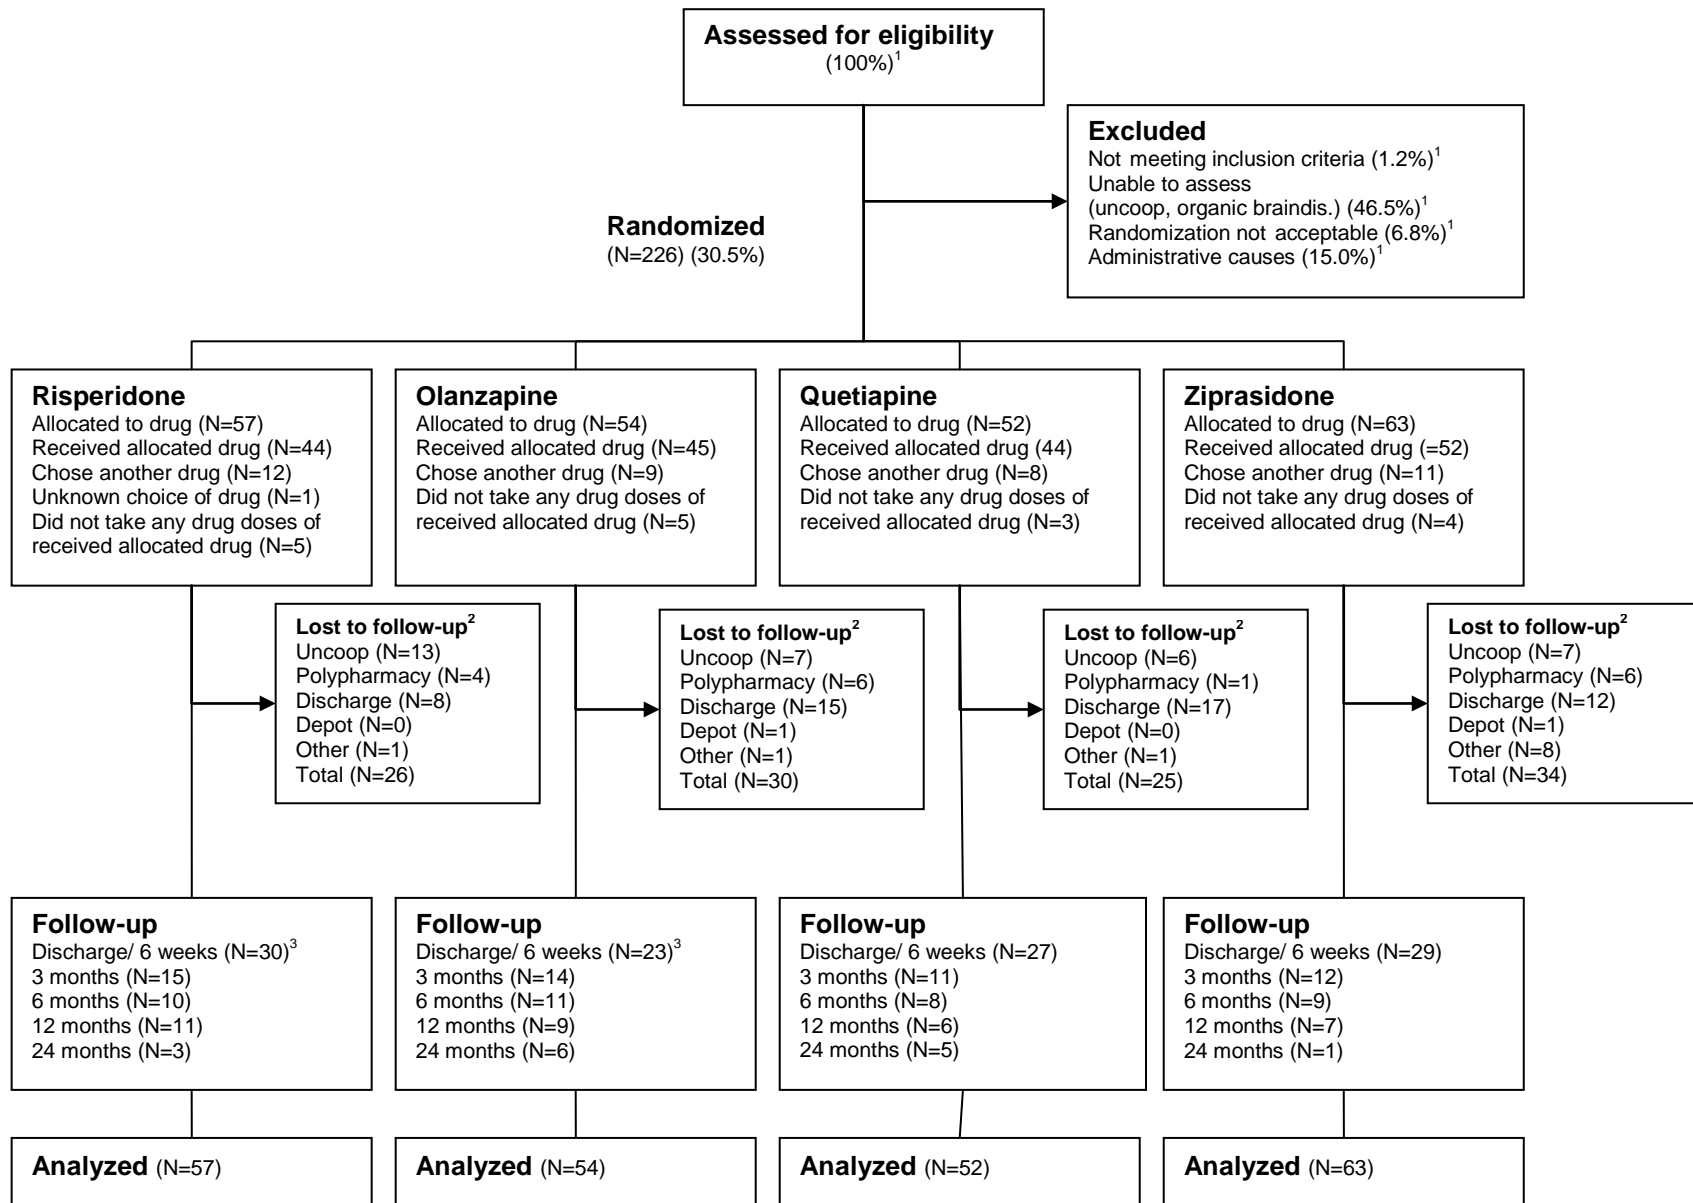 Assessed for eligibility
(100%)¹
Excluded
Not meeting inclusion criteria (1.2%)¹
Unable to assess
(uncoop, organic braindis.) (46.5%)¹
Randomization not acceptable (6.8%)¹
Administrative causes (15.0%)¹
Randomized
(N=226) (30.5%)
Risperidone
Allocated to drug (N=57)
Received allocated drug (N=44)
Chose another drug (N=12)
Unknown choice of drug (N=1)
Did not take any drug doses of
received allocated drug (N=5)
Olanzapine
Allocated to drug (N=54)
Received allocated drug (N=45)
Chose another drug (N=9)
Did not take any drug doses of
received allocated drug (N=5)
Quetiapine
Allocated to drug (N=52)
Received allocated drug (44)
Chose another drug (N=8)
Did not take any drug doses of
received allocated drug (N=3)
Ziprasidone
Allocated to drug (N=63)
Received allocated drug (=52)
Chose another drug (N=11)
Did not take any drug doses of
received allocated drug (N=4)
Lost to follow-up²
Uncoop (N=13)
Polypharmacy (N=4)
Discharge (N=8)
Depot (N=0)
Other (N=1)
Total (N=26)
Lost to follow-up²
Uncoop (N=7)
Polypharmacy (N=6)
Discharge (N=15)
Depot (N=1)
Other (N=1)
Total (N=30)
Lost to follow-up²
Uncoop (N=6)
Polypharmacy (N=1)
Discharge (N=17)
Depot (N=0)
Other (N=1)
Total (N=25)
Lost to follow-up²
Uncoop (N=7)
Polypharmacy (N=6)
Discharge (N=12)
Depot (N=1)
Other (N=8)
Total (N=34)
Follow-up
Discharge/ 6 weeks (N=30)³
3 months (N=15)
6 months (N=10)
12 months (N=11)
24 months (N=3)
Follow-up
Discharge/ 6 weeks (N=23)³
3 months (N=14)
6 months (N=11)
12 months (N=9)
24 months (N=6)
Follow-up
Discharge/ 6 weeks (N=27)
3 months (N=11)
6 months (N=8)
12 months (N=6)
24 months (N=5)
Follow-up
Discharge/ 6 weeks (N=29)
3 months (N=12)
6 months (N=9)
12 months (N=7)
24 months (N=1)
Analyzed (N=57)
Analyzed (N=54)
Analyzed (N=52)
Analyzed (N=63)